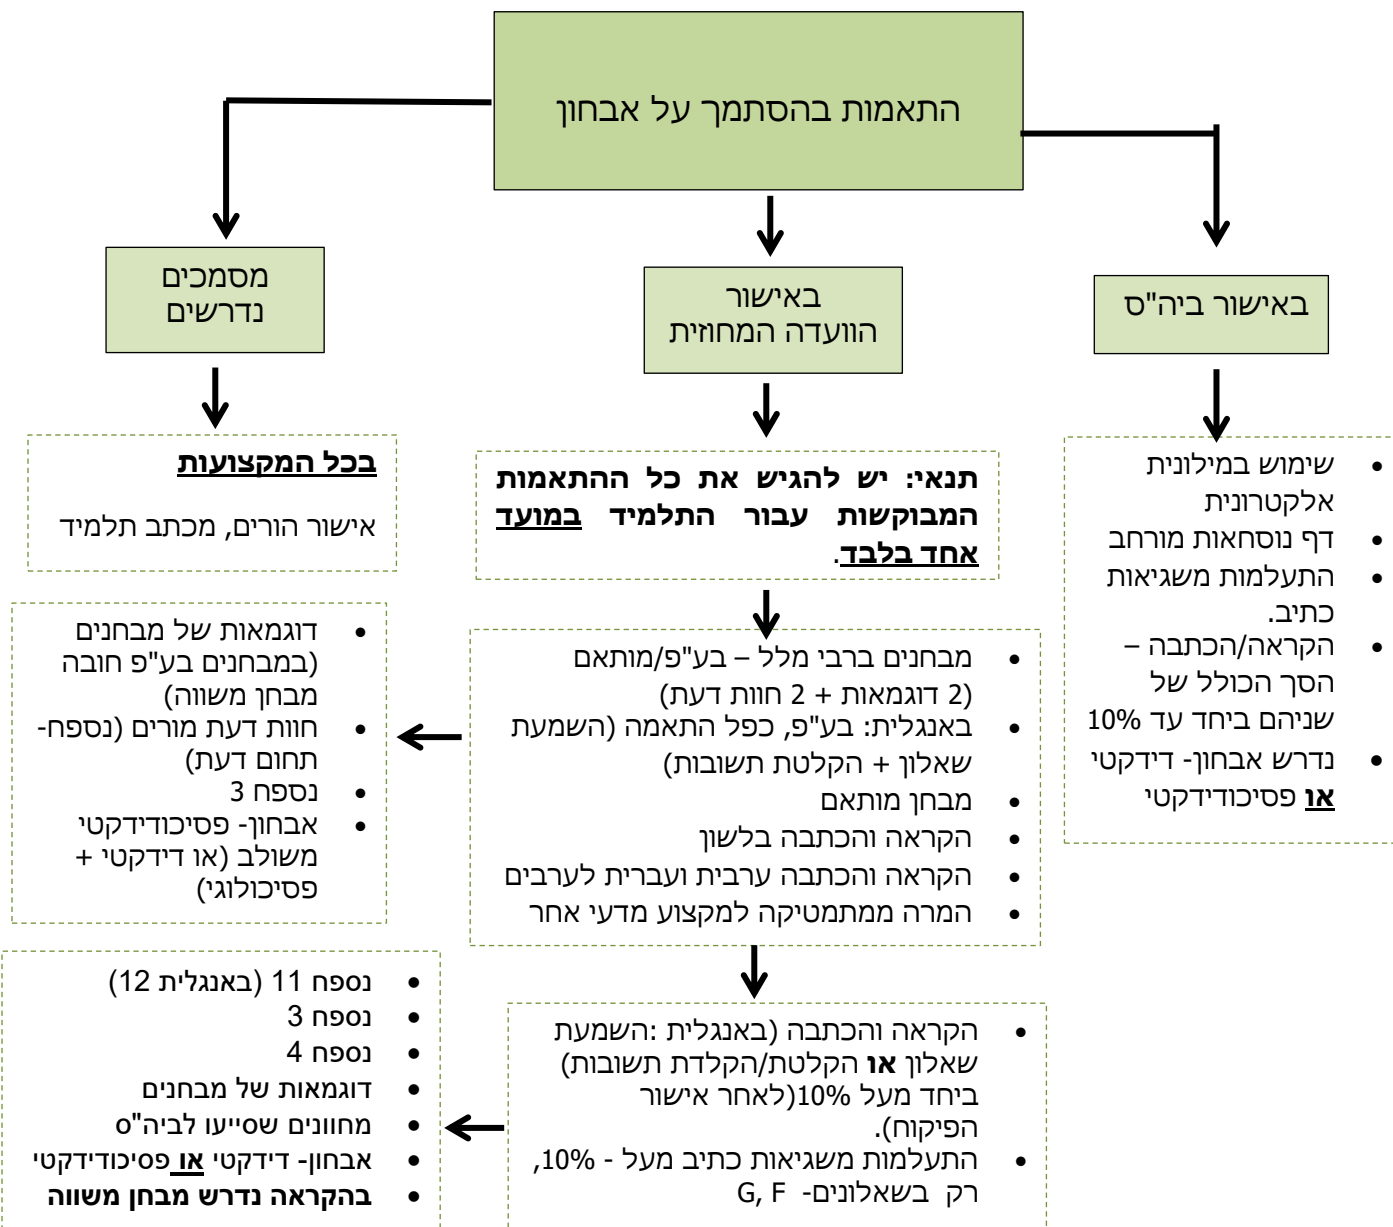 התאמות בהסתמך על אבחון
באישור ביה"ס
באישור
הוועדה המחוזית
מסמכים
נדרשים
שימוש במילונית
אלקטרונית
דף נוסחאות מורחב
התעלמות משגיאות
כתיב.
הקראה/הכתבה –
הסך הכולל של
שניהם ביחד עד 10%
נדרש אבחון- דידקטי
או פסיכודידקטי
תנאי: יש להגיש את כל ההתאמות
המבוקשות עבור התלמיד במועד
אחד בלבד.
בכל המקצועות
אישור הורים, מכתב תלמיד
מבחנים ברבי מלל – בע"פ/מותאם
(2 דוגמאות + 2 חוות דעת)
באנגלית: בע"פ, כפל התאמה (השמעת
שאלון + הקלטת תשובות)
מבחן מותאם
הקראה והכתבה בלשון
הקראה והכתבה ערבית ועברית לערבים
המרה ממתמטיקה למקצוע מדעי אחר
דוגמאות של מבחנים
(במבחנים בע"פ חובה
מבחן משווה)
חוות דעת מורים (נספח-
תחום דעת)
נספח 3
אבחון- פסיכודידקטי
משולב (או דידקטי +
פסיכולוגי)
הקראה והכתבה (באנגלית :השמעת
שאלון או הקלטת/הקלדת תשובות)
ביחד מעל 10%(לאחר אישור
הפיקוח).
התעלמות משגיאות כתיב מעל - 10%,
רק בשאלונים- G, F
נספח 11 (באנגלית 12)
נספח 3
נספח 4
דוגמאות של מבחנים
מחוונים שסייעו לביה"ס
אבחון- דידקטי או פסיכודידקטי
בהקראה נדרש מבחן משווה